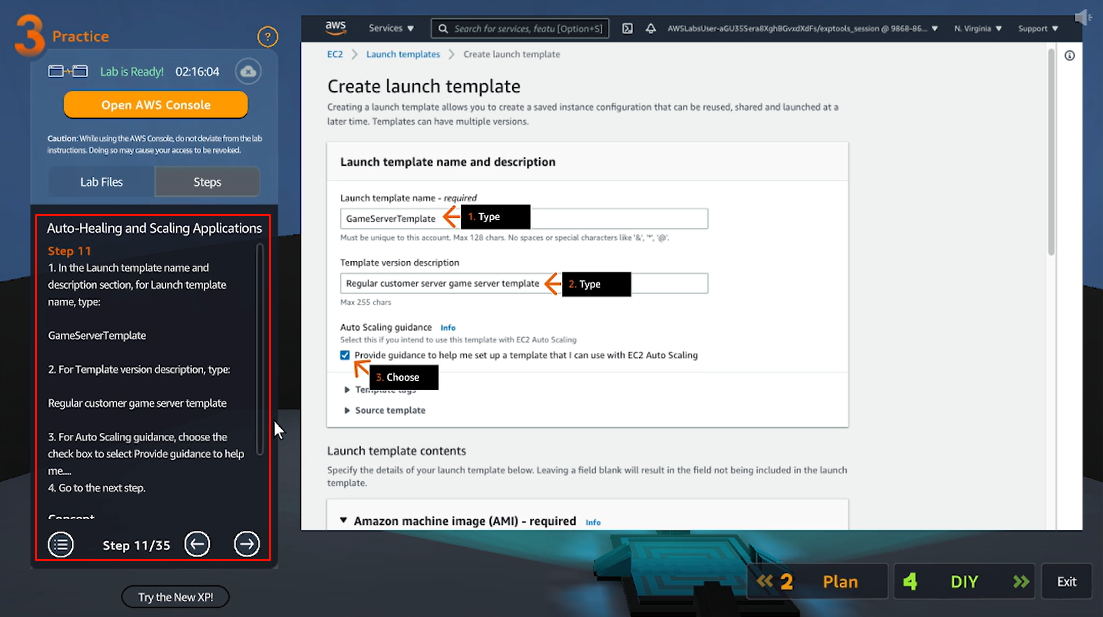 3 Practice ?
Lab is Ready! 02:16:04
Open AWS Console
Caution: While using the AWS Console, do not deviate from the lab
instructions. Doing so may cause your access to be revoked.
Lab Files Steps
Auto-Healing and Scaling Applications
Step 11
1. In the Launch template name and
description section, for Launch template
name, type:
GameServerTemplate
2. For Template version description, type:
Regular customer game server template
3. For Auto Scaling guidance, choose the
check box to select Provide guidance to help
me....
4. Go to the next step.
Concept
Step 11/35
Try the New XP!
aws Services Search for services, featu [Option+S] AWSLabsUser-aGU35Sera8XghBGvxdXdFs/exptools_session @ 9868-86... N. Virginia Support
EC2 Launch templates Create launch template
Create launch template
Creating a launch template allows you to create a saved instance configuration that can be reused, shared and launched at a
later time. Templates can have multiple versions.
Launch template name and description
Launch template name - required
GameServerTemplate 1. Type
Must be unique to this account. Max 128 chars. No spaces or special characters like '&', '*', '@'.
Template version description
Regular customer server game server template 2. Type
Max 255 chars
Auto Scaling guidance Info
Select this if you intend to use this template with EC2 Auto Scaling
Provide guidance to help me set up a template that I can use with EC2 Auto Scaling
3. Choose
Template tags
Source template
Launch template contents
Specify the details of your launch template below. Leaving a field blank will result in the field not being included in the launch
template.
Amazon machine image (AMI) - required Info
2 Plan 4 DIY Exit